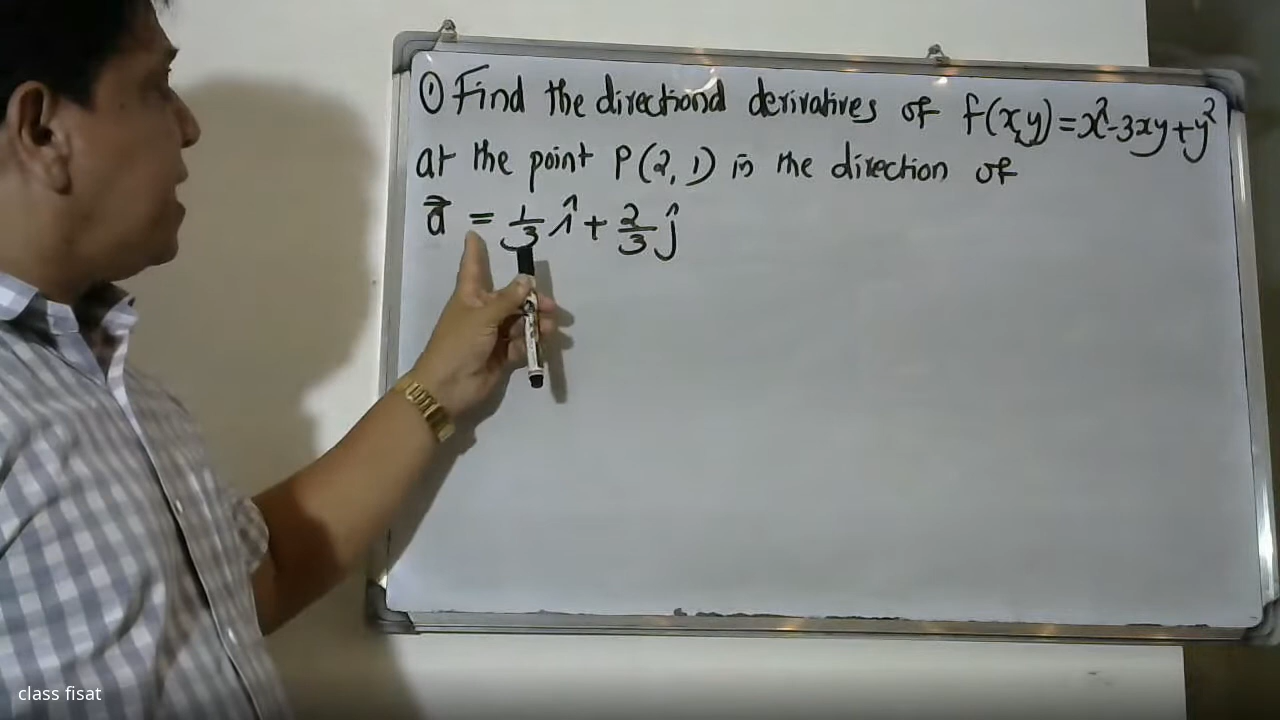 ① Find the directional derivatives of f(x,y)=x²-3xy+y²
at the point P(2,1) in the direction of
a⃗ = 1/3 î + 2/3 ĵ
class fisat